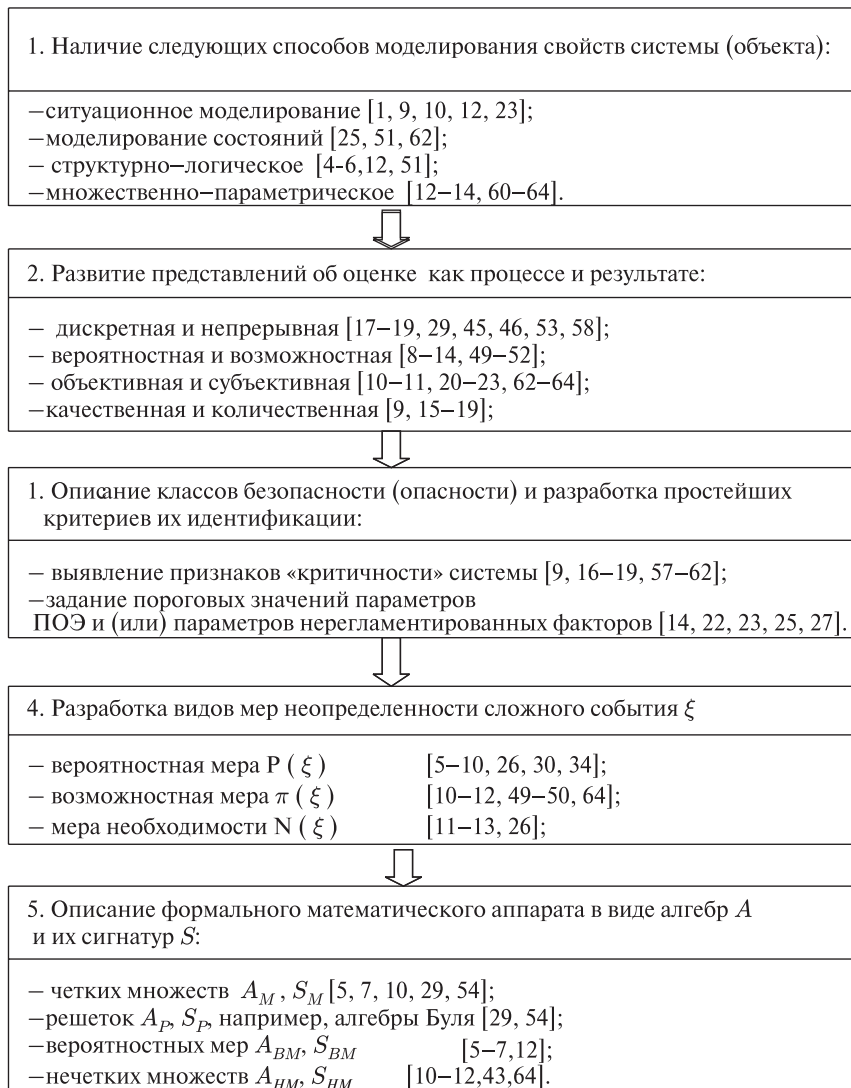 1. Наличие следующих способов моделирования свойств системы (объекта):
–ситуационное моделирование [1, 9, 10, 12, 23];
–моделирование состояний [25, 51, 62];
– структурно–логическое [4-6,12, 51];
–множественно–параметрическое [12–14, 60–64].
2. Развитие представлений об оценке как процессе и результате:
– дискретная и непрерывная [17–19, 29, 45, 46, 53, 58];
– вероятностная и возможностная [8–14, 49–52];
– объективная и субъективная [10–11, 20–23, 62–64];
–качественная и количественная [9, 15–19];
1. Описание классов безопасности (опасности) и разработка простейших
критериев их идентификации:
– выявление признаков «критичности» системы [9, 16–19, 57–62];
–задание пороговых значений параметров
ПОЭ и (или) параметров нерегламентированных факторов [14, 22, 23, 25, 27].
4. Разработка видов мер неопределенности сложного события ξ
– вероятностная мера P ( ξ ) [5–10, 26, 30, 34];
– возможностная мера π ( ξ ) [10–12, 49–50, 64];
– мера необходимости N ( ξ ) [11–13, 26];
5. Описание формального математического аппарата в виде алгебр A
и их сигнатур S:
– четких множеств A_M , S_M [5, 7, 10, 29, 54];
–решеток A_P, S_P, например, алгебры Буля [29, 54];
–вероятностных мер A_BM, S_BM [5–7,12];
–нечетких множеств A_HM, S_HM [10–12,43,64].